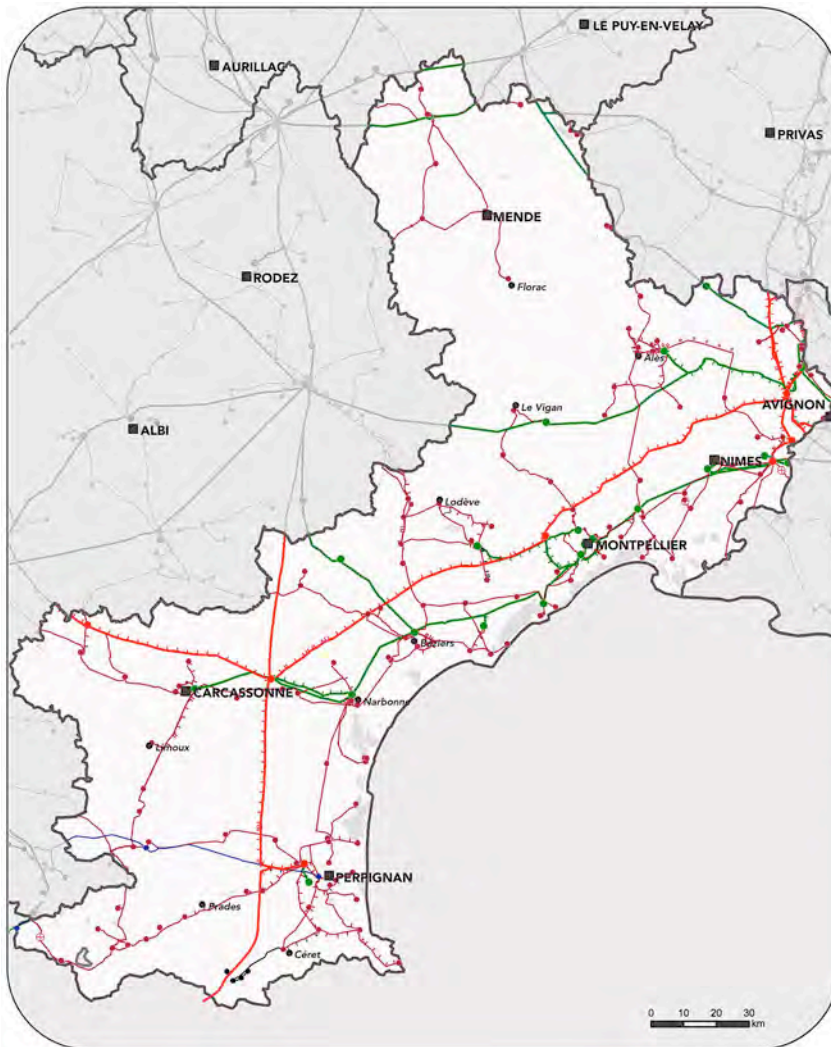 LE PUY-EN-VELAY
AURILLAC
PRIVAS
MENDE
RODEZ
Florac
Alès
Le Vigan
AVIGNON
ALBI
NIMES
Lodève
MONTPELLIER
Béziers
CARCASSONNE
Narbonne
Limoux
PERPIGNAN
Prades
Céret
0 10 20 30
km